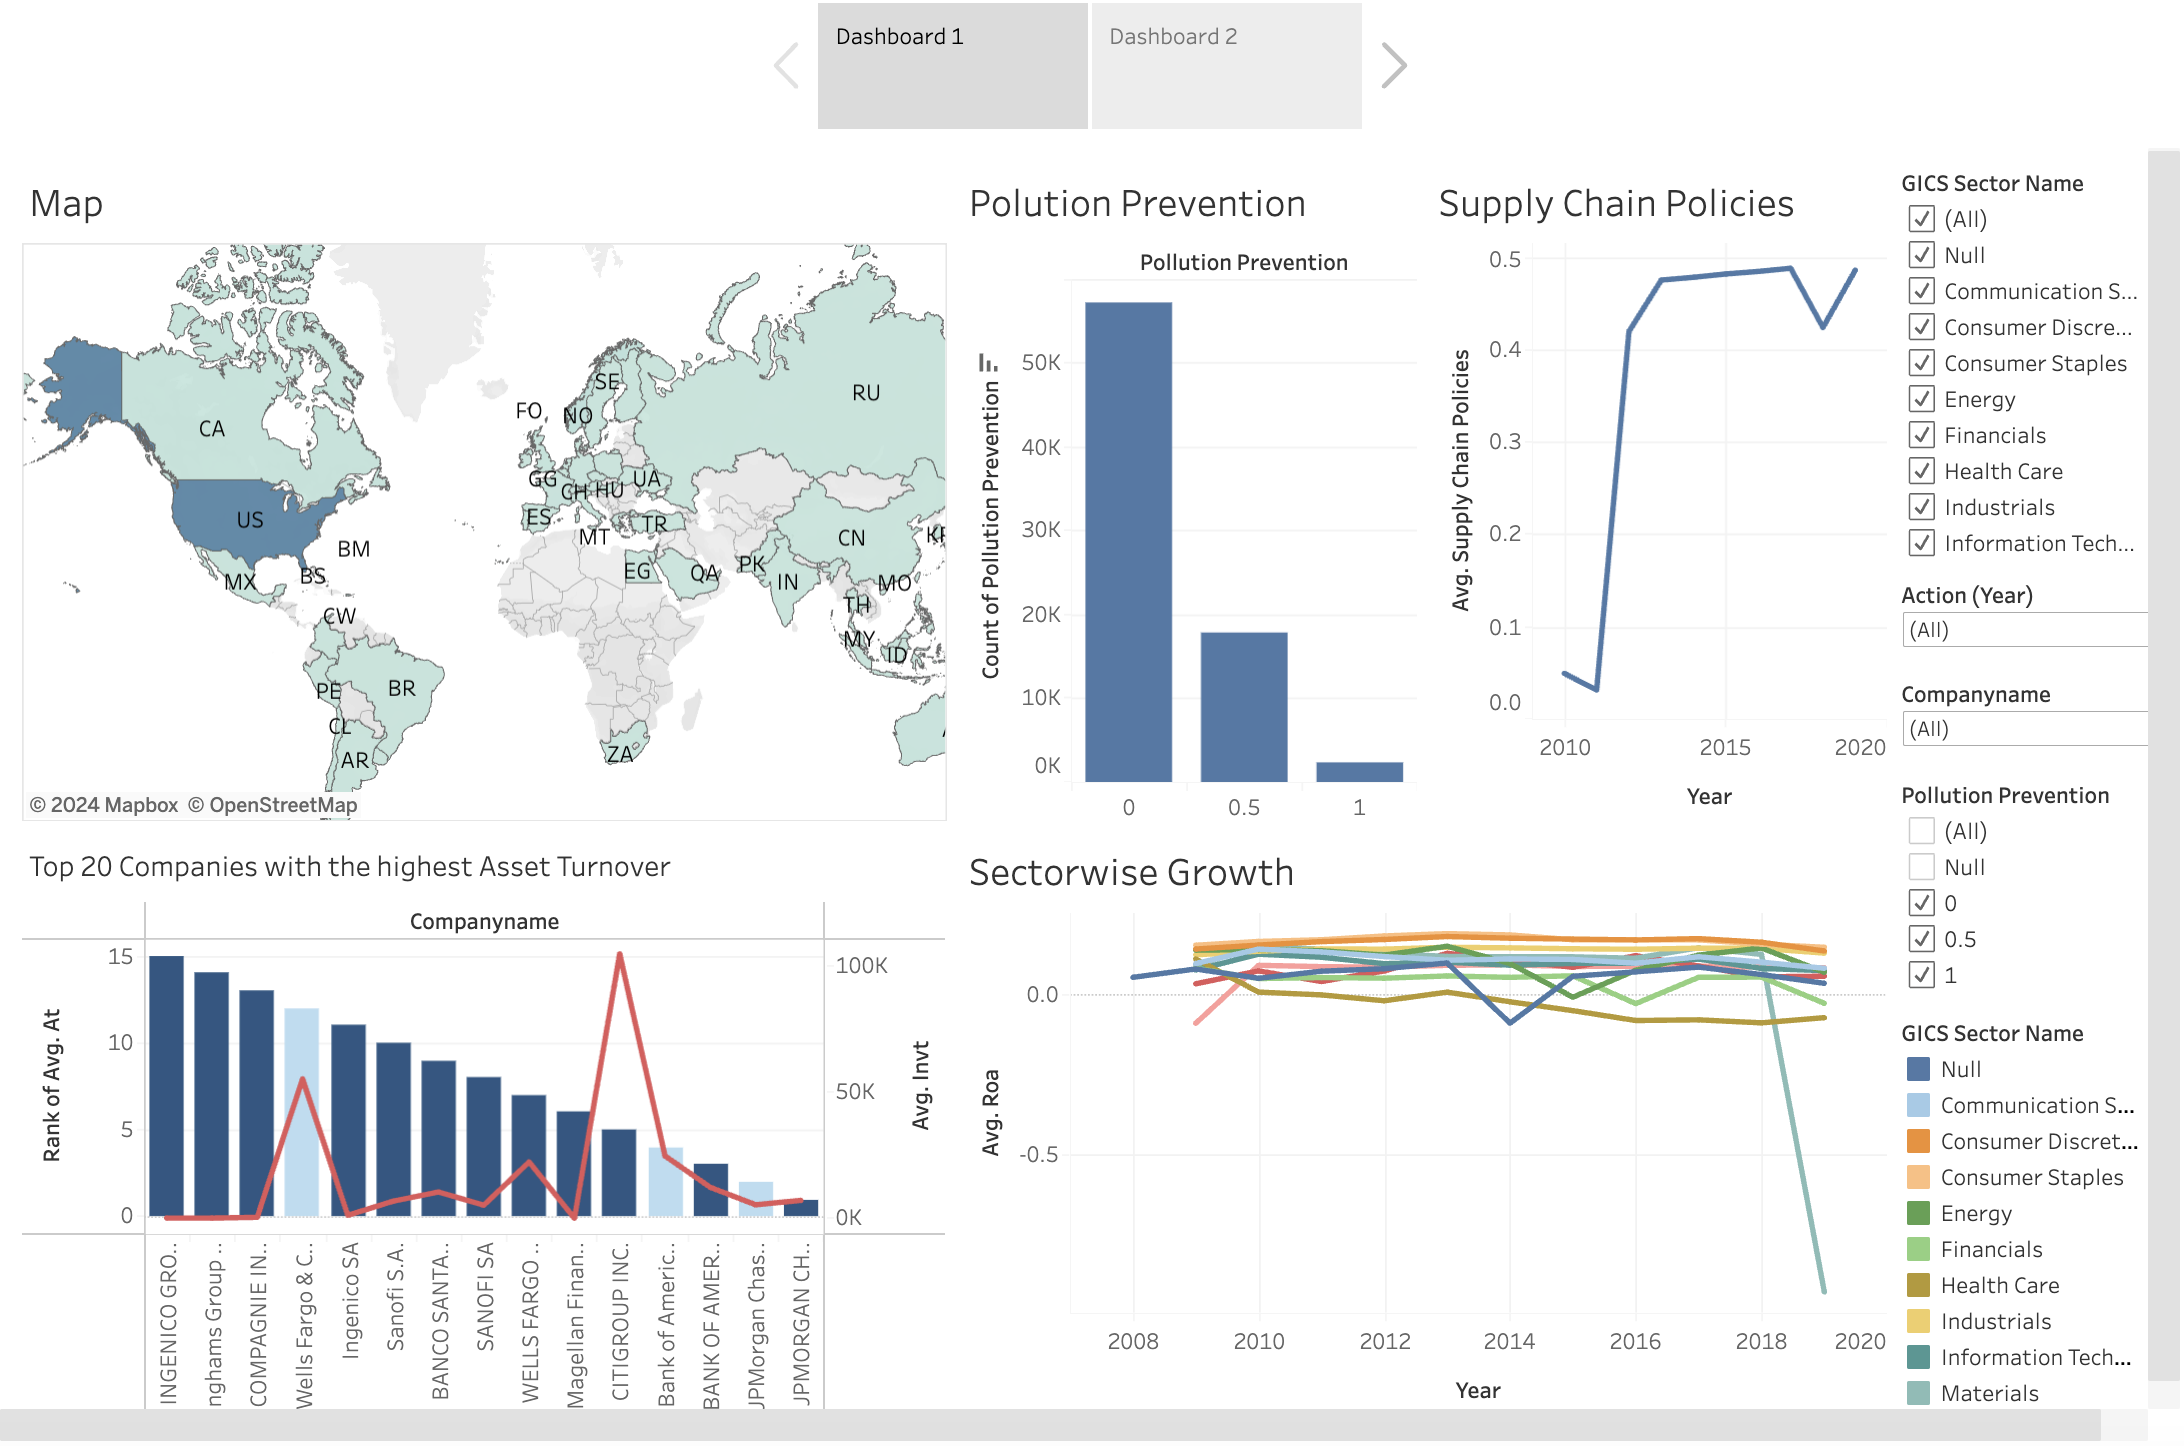 Dashboard 1
Dashboard 2
Map
CA
US
BM
BS
MX
CW
PE
BR
CL
AR
FO
SE
NO
RU
GG
CH
HU
UA
ES
TR
MT
EG
QA
PK
IN
CN
MO
TH
MY
ID
ZA
© 2024 Mapbox © OpenStreetMap
Polution Prevention
Pollution Prevention
Count of Pollution Prevention
50K
40K
30K
20K
10K
0K
0
0.5
1
Supply Chain Policies
Avg. Supply Chain Policies
0.5
0.4
0.3
0.2
0.1
0.0
2010
2015
2020
Year
GICS Sector Name
(All)
Null
Communication S...
Consumer Discre...
Consumer Staples
Energy
Financials
Health Care
Industrials
Information Tech...
Action (Year)
(All)
Companyname
(All)
Pollution Prevention
(All)
Null
0
0.5
1
GICS Sector Name
Null
Communication S...
Consumer Discret...
Consumer Staples
Energy
Financials
Health Care
Industrials
Information Tech...
Materials
Top 20 Companies with the highest Asset Turnover
Companyname
Rank of Avg. At
15
10
5
0
100K
50K
0K
Avg. Invt
INGENICO GRO..
nghams Group ..
COMPAGNIE IN..
Wells Fargo & C..
Ingenico SA
Sanofi S.A.
BANCO SANTA..
SANOFI SA
WELLS FARGO ..
Magellan Finan..
CITIGROUP INC.
Bank of Americ..
BANK OF AMER..
JPMorgan Chas..
JPMORGAN CH..
Sectorwise Growth
Avg. Roa
0.0
-0.5
2008
2010
2012
2014
2016
2018
2020
Year